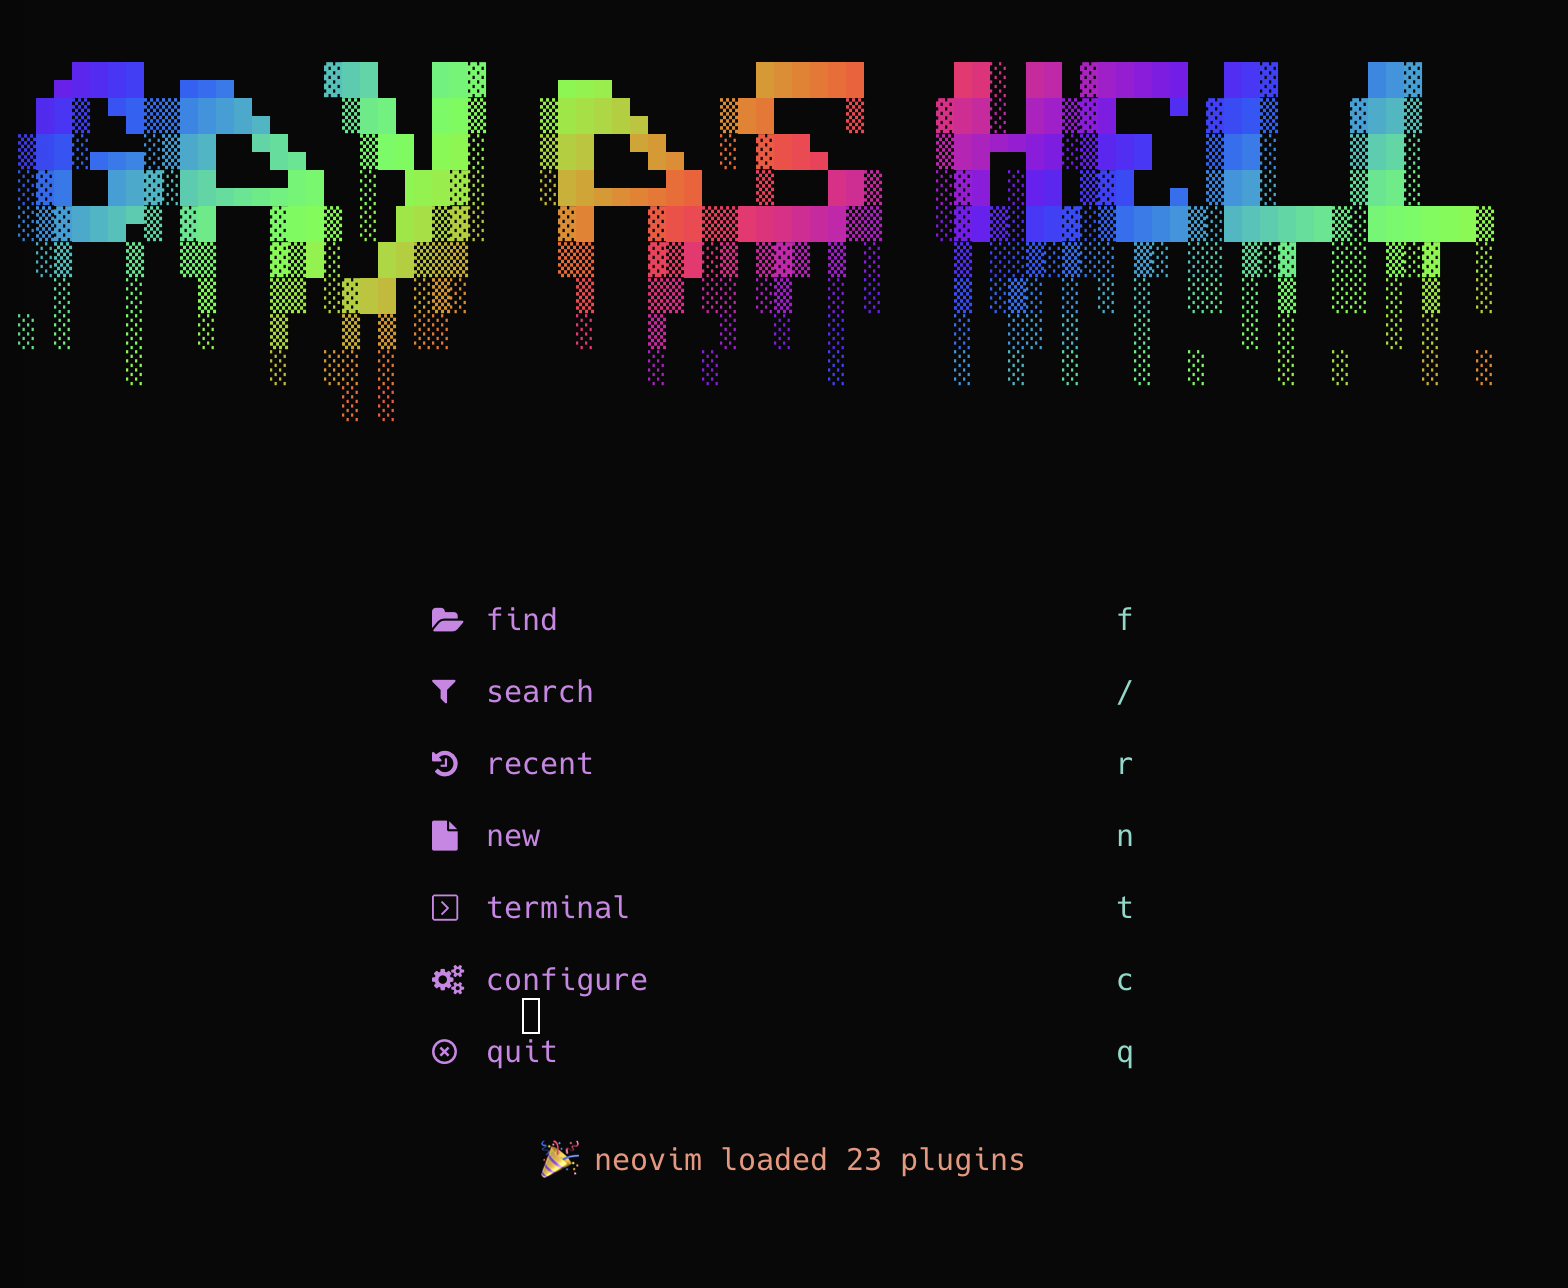 GAY AS HELL
find f
search /
recent r
new n
terminal t
configure c
quit q
neovim loaded 23 plugins